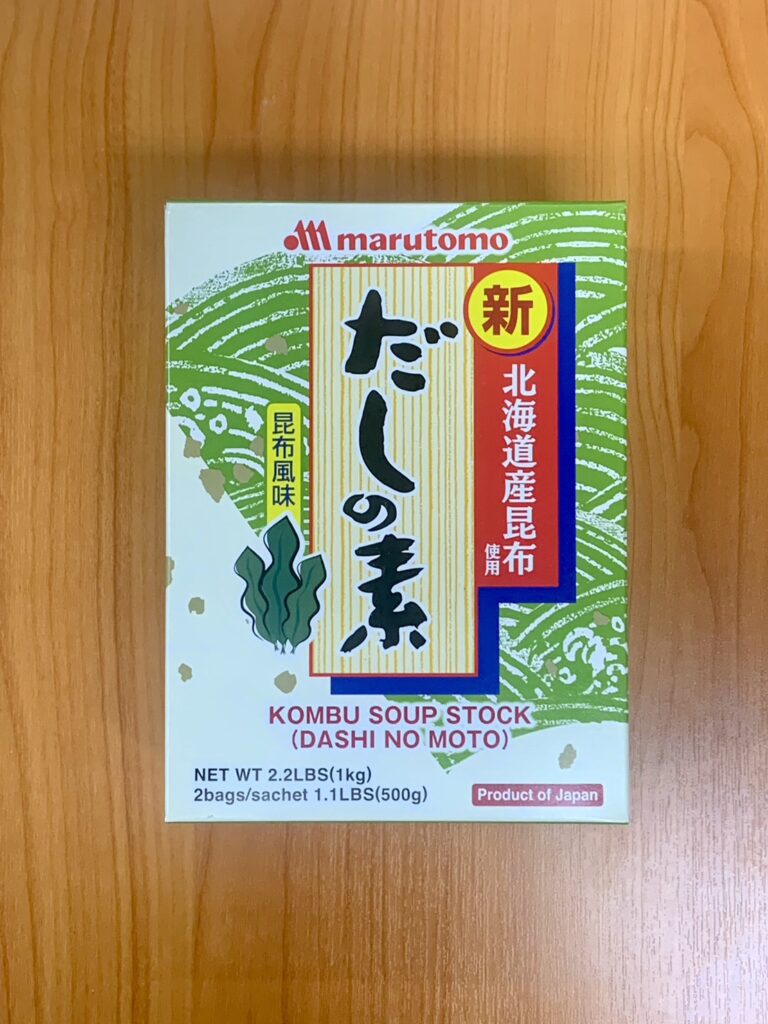 marutomo
新
北海道産昆布
使用
だしの素
昆布風味
KOMBU SOUP STOCK
(DASHI NO MOTO)
NET WT 2.2LBS(1kg)
2bags/sachet 1.1LBS(500g)
Product of Japan